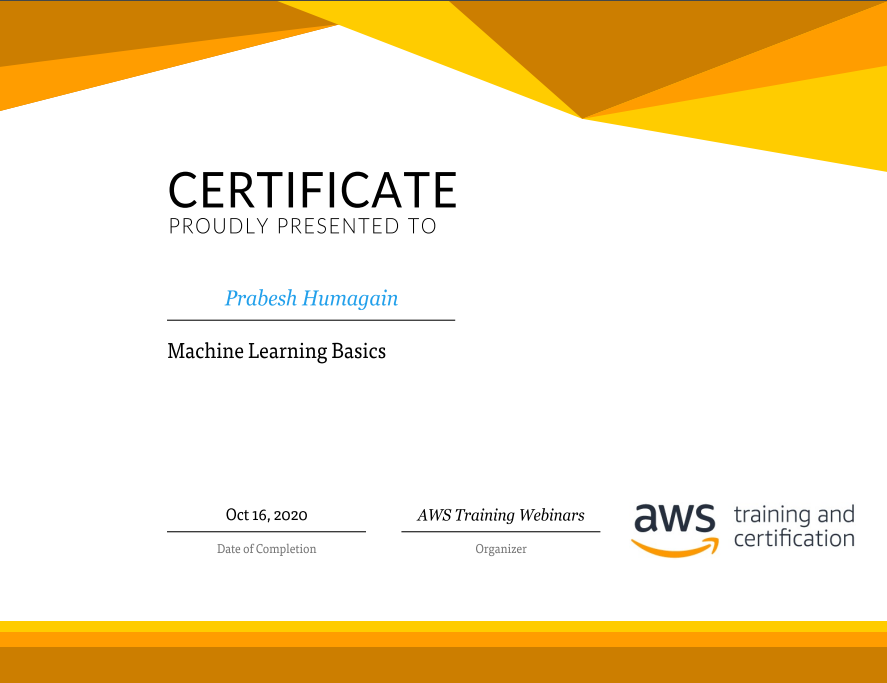 CERTIFICATE
PROUDLY PRESENTED TO
Prabesh Humagain
Machine Learning Basics
Oct 16, 2020
Date of Completion
AWS Training Webinars
Organizer
aws training and
certification